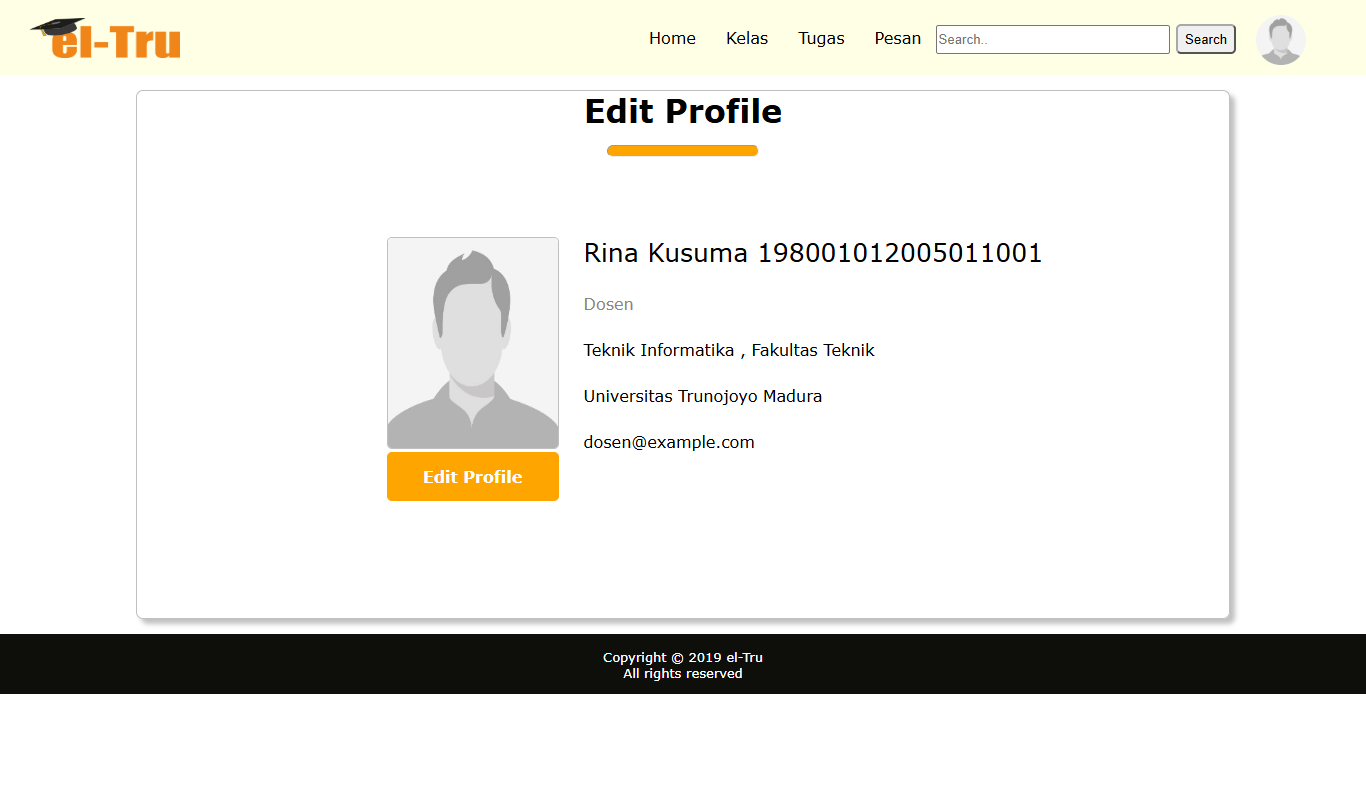 el-Tru
Home Kelas Tugas Pesan Search.. Search
Edit Profile
Rina Kusuma 198001012005011001
Dosen
Teknik Informatika , Fakultas Teknik
Universitas Trunojoyo Madura
dosen@example.com
Edit Profile
Copyright © 2019 el-Tru
All rights reserved